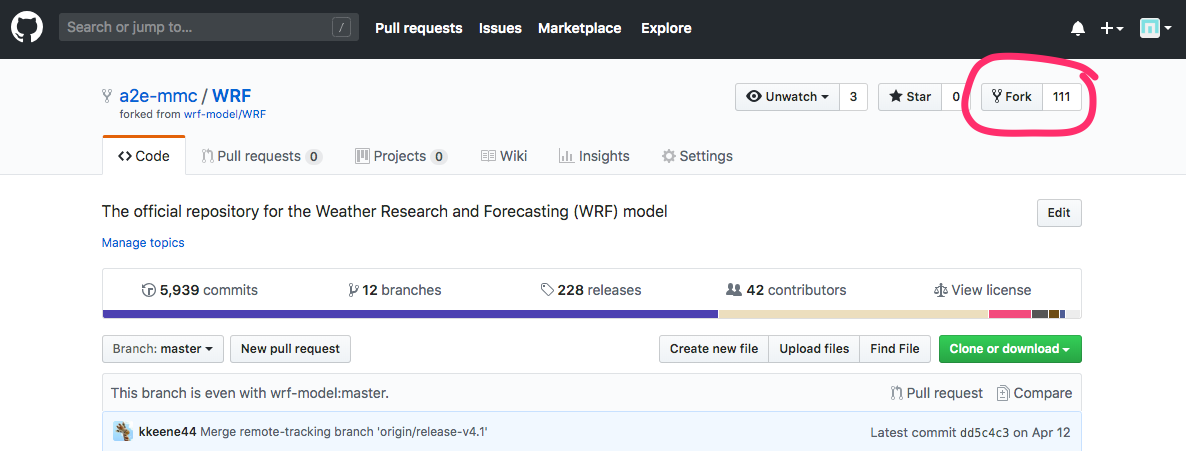 Search or jump to... / Pull requests Issues Marketplace Explore
a2e-mmc / WRF Unwatch 3 Star 0 Fork 111
forked from wrf-model/WRF
Code Pull requests 0 Projects 0 Wiki Insights Settings
The official repository for the Weather Research and Forecasting (WRF) model Edit
Manage topics
5,939 commits 12 branches 228 releases 42 contributors View license
Branch: master New pull request Create new file Upload files Find File Clone or download
This branch is even with wrf-model:master. Pull request Compare
kkeene44 Merge remote-tracking branch 'origin/release-v4.1' Latest commit dd5c4c3 on Apr 12